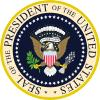 SEAL OF THE PRESIDENT OF THE UNITED STATES